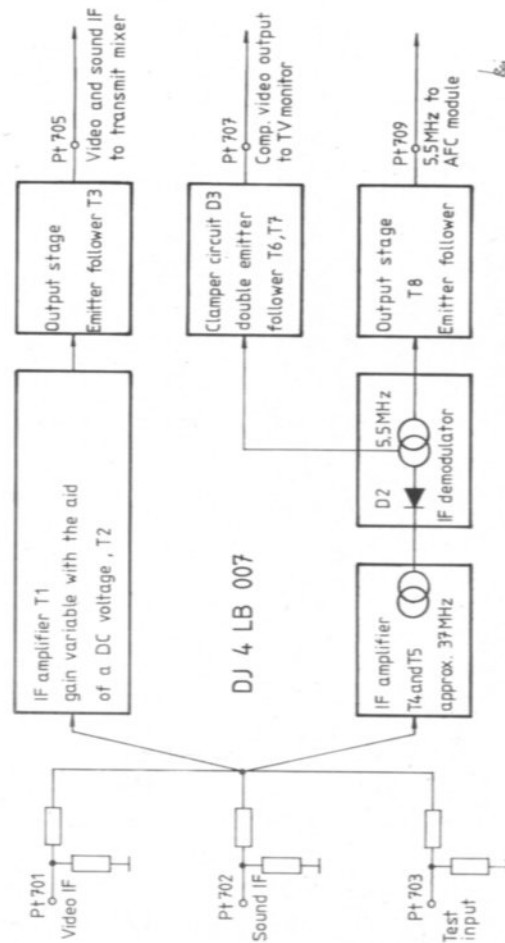 Pt 701
Video IF
Pt 702
Sound IF
Pt 703
Test
input
IF amplifier T1
gain variable with the aid
of a DC voltage , T2
Output stage
Emitter follower T3
Pt 705
Video and sound IF
to transmit mixer
DJ 4 LB 007
Clamper circuit D3
double emitter
follower T6,T7
Pt 707
Comp. video output
to TV monitor
IF amplifier
T4andT5
approx. 37MHz
D2
5,5MHz
IF demodulator
Output stage
T8
Emitter follower
Pt709
5,5MHz to
AFC module